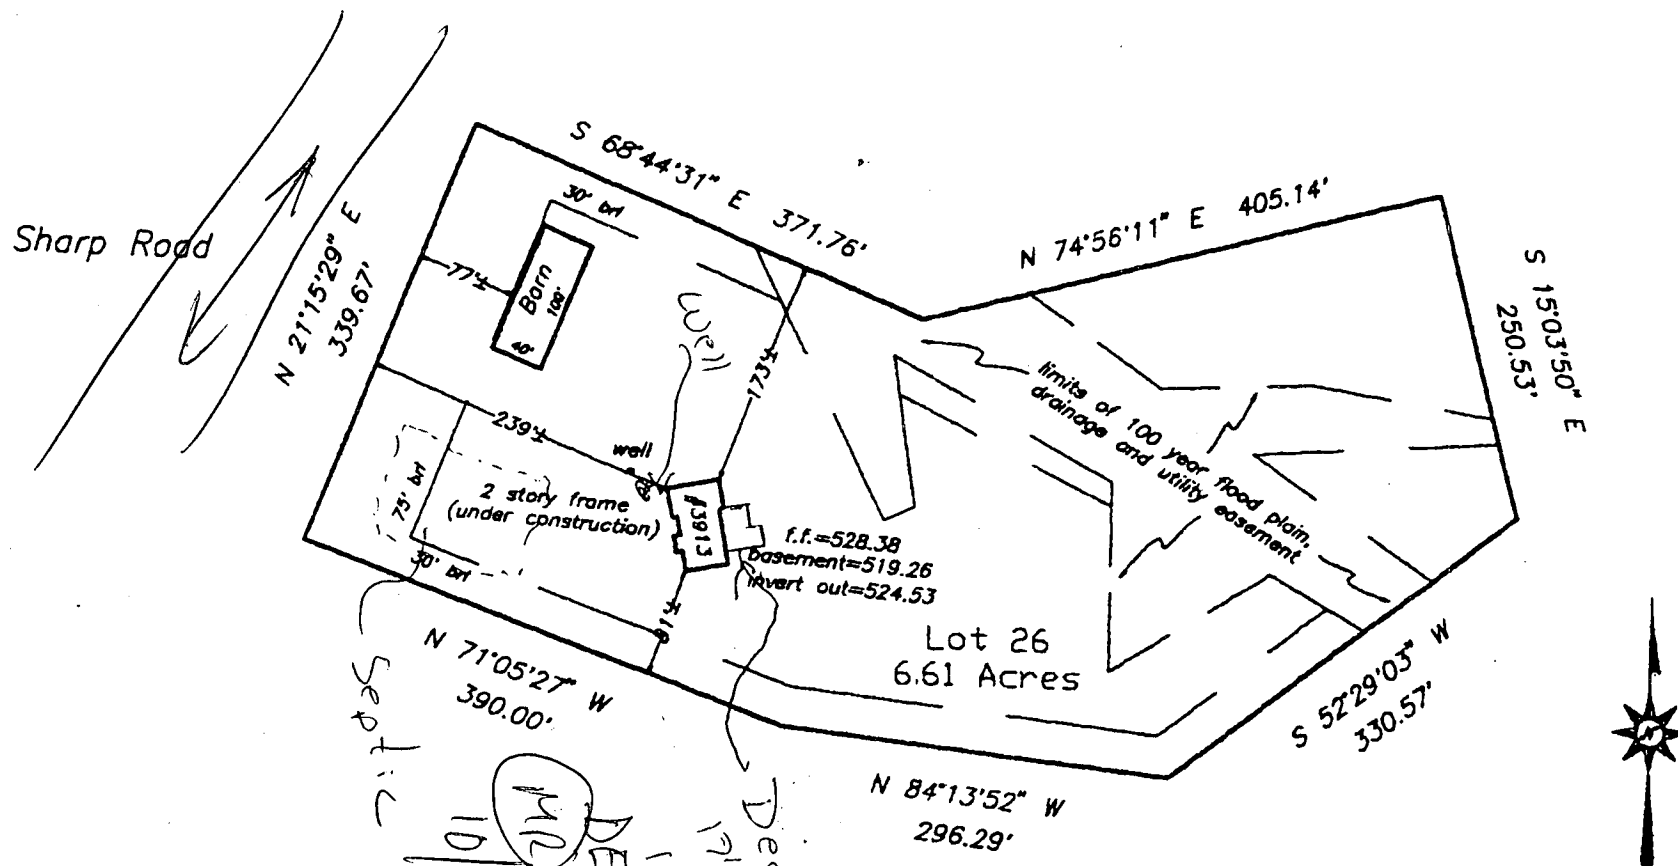 S 68°44'31" E 371.76'
N 74°56'11" E 405.14'
Sharp Road
N 21°15'29" E
339.67'
S 15°03'50" E
250.53'
30' brl
77'±
Barn
100'
40'
Well
173'±
limits of 100 year flood plain,
drainage and utility easement
239'±
well
75' brl
2 story frame
(under construction)
#3913
f.f.=528.38
basement=519.26
invert out=524.53
30' brl
91'±
Lot 26
6.61 Acres
N 71°05'27" W
390.00'
S 52°29'03" W
330.57'
N 84°13'52" W
296.29'
Septic
N